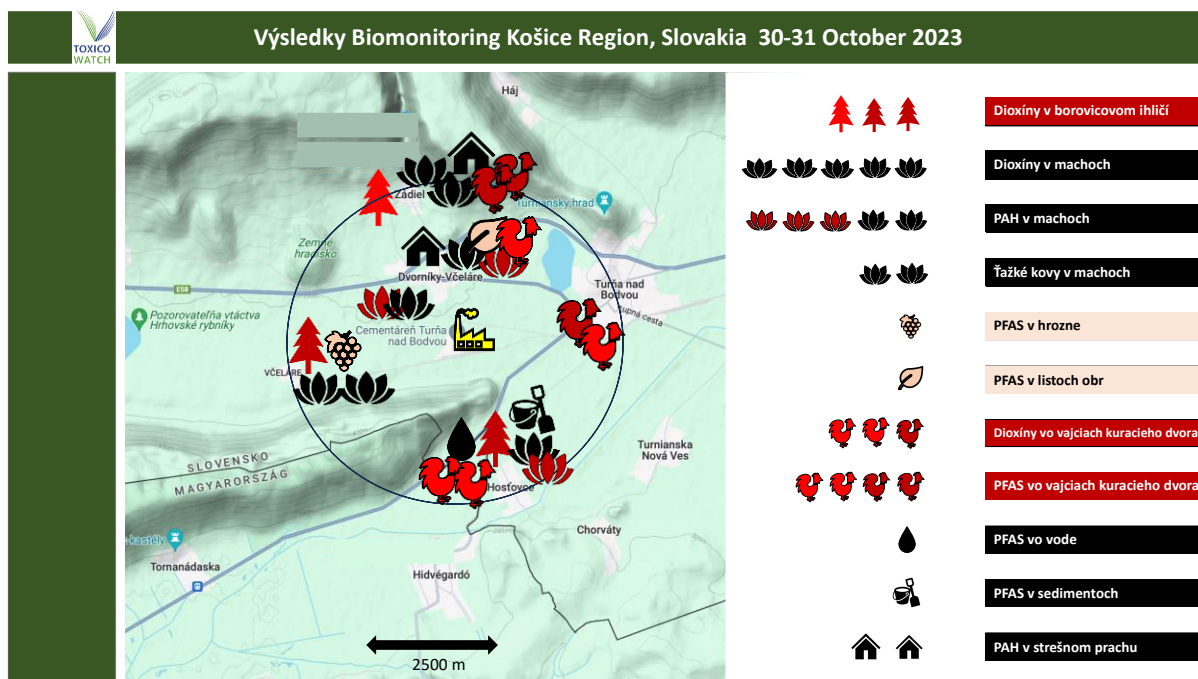 TOXICO
WATCH
Výsledky Biomonitoring Košice Region, Slovakia 30-31 October 2023
Háj
Zádiel
Turniansky hrad
Zemné
hradisko
Dvorníky-Včeláre
E58
Turňa nad
Bodvou
Pozorovateľňa vtáctva
Hrhovské rybníky
Cementáreň Turňa
nad Bodvou
VČELÁRE
SLOVENSKO
MAGYARORSZÁG
Turnianska
Nová Ves
Hosťovce
Chorváty
kastély
Tornanádaska
Hidvégardó
2500 m
Dioxíny v borovicovom ihličí
Dioxíny v machoch
PAH v machoch
Ťažké kovy v machoch
PFAS v hrozne
PFAS v listoch obr
Dioxíny vo vajciach kuracieho dvora
PFAS vo vajciach kuracieho dvora
PFAS vo vode
PFAS v sedimentoch
PAH v strešnom prachu